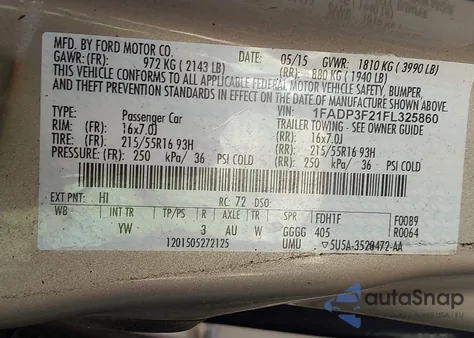 MFD. BY FORD MOTOR CO. 05/15 GVWR: 1810 KG ( 3990 LB)
GAWR: (FR): 972 KG ( 2143 LB) (RR): 880 KG ( 1940 LB)
THIS VEHICLE CONFORMS TO ALL APPLICABLE FEDERAL MOTOR VEHICLE SAFETY, BUMPER,
AND THEFT PREVENTION STANDARDS IN EFFECT ON THE DATE OF MANUFACTURE SHOWN ABOVE.
VIN: 1FADP3F21FL325860
TYPE: Passenger Car SEE OWNER GUIDE
RIM: (FR): 16x7.0J (RR): 16x7.0J
TIRE: (FR): 215/55R16 93H (RR): 215/55R16 93H
PRESSURE: (FR): 250 kPa/ 36 PSI COLD (RR): 250 kPa/ 36 PSI COLD
EXT PNT: HI RC: 72 DSO:
WB INT TR TP/PS R AXLE TR SPR FDH1F F0089
YW 3 AU W GGGG 405 R0064
1201505272125 UMU 5U5A-3520472-AA
autoSnap